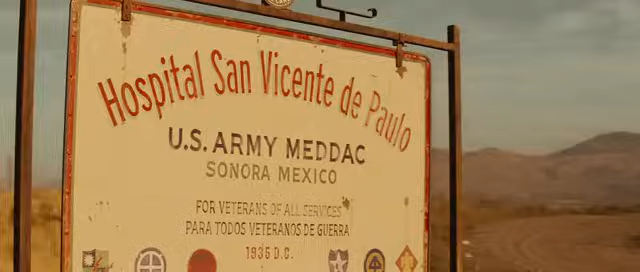 Hospital San Vicente de Paulo
U.S. ARMY MEDDAC
SONORA MEXICO
FOR VETERANS OF ALL SERVICES
PARA TODOS VETERANOS DE GUERRA
1935 D.C.